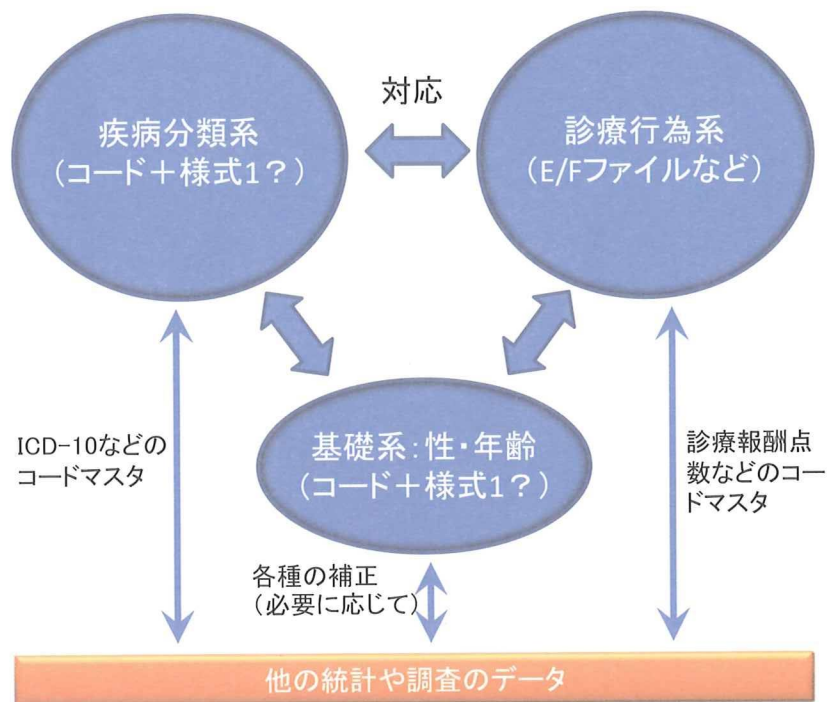 対応
疾病分類系
(コード＋様式1？)
診療行為系
(E/Fファイルなど)
ICD-10などの
コードマスタ
基礎系:性・年齢
(コード＋様式1？)
診療報酬点
数などのコー
ドマスタ
各種の補正
(必要に応じて)
他の統計や調査のデータ